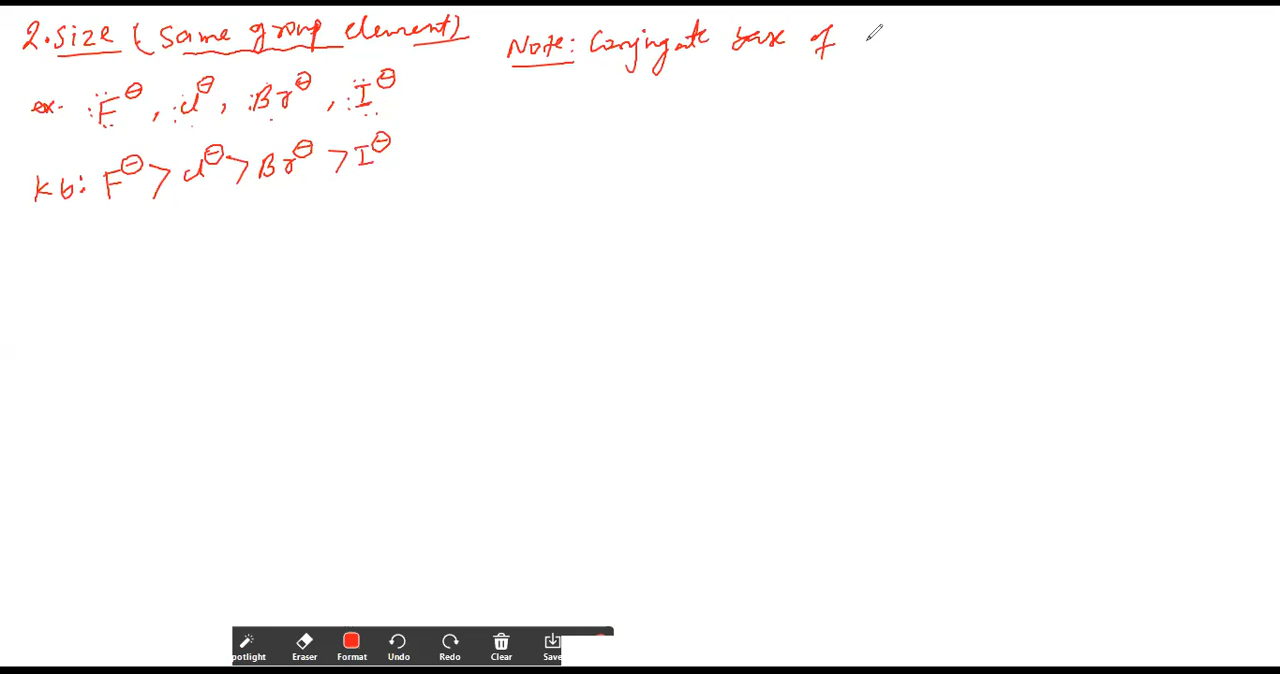 2. Size (Same group element)
Note: Conjugate base of
ex. :F⊖, :Cl⊖, :Br⊖, :I⊖
Kb: F⊖ > Cl⊖ > Br⊖ > I⊖
potlight Eraser Format Undo Redo Clear Save